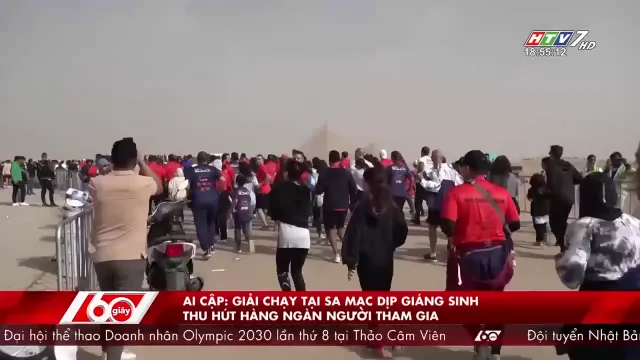 HTV7 HD
18:55:12
60 giây
AI CẬP: GIẢI CHẠY TẠI SA MẠC DỊP GIÁNG SINH
THU HÚT HÀNG NGÀN NGƯỜI THAM GIA
Đại hội thể thao Doanh nhân Olympic 2030 lần thứ 8 tại Thảo Cầm Viên
Đội tuyển Nhật Bả